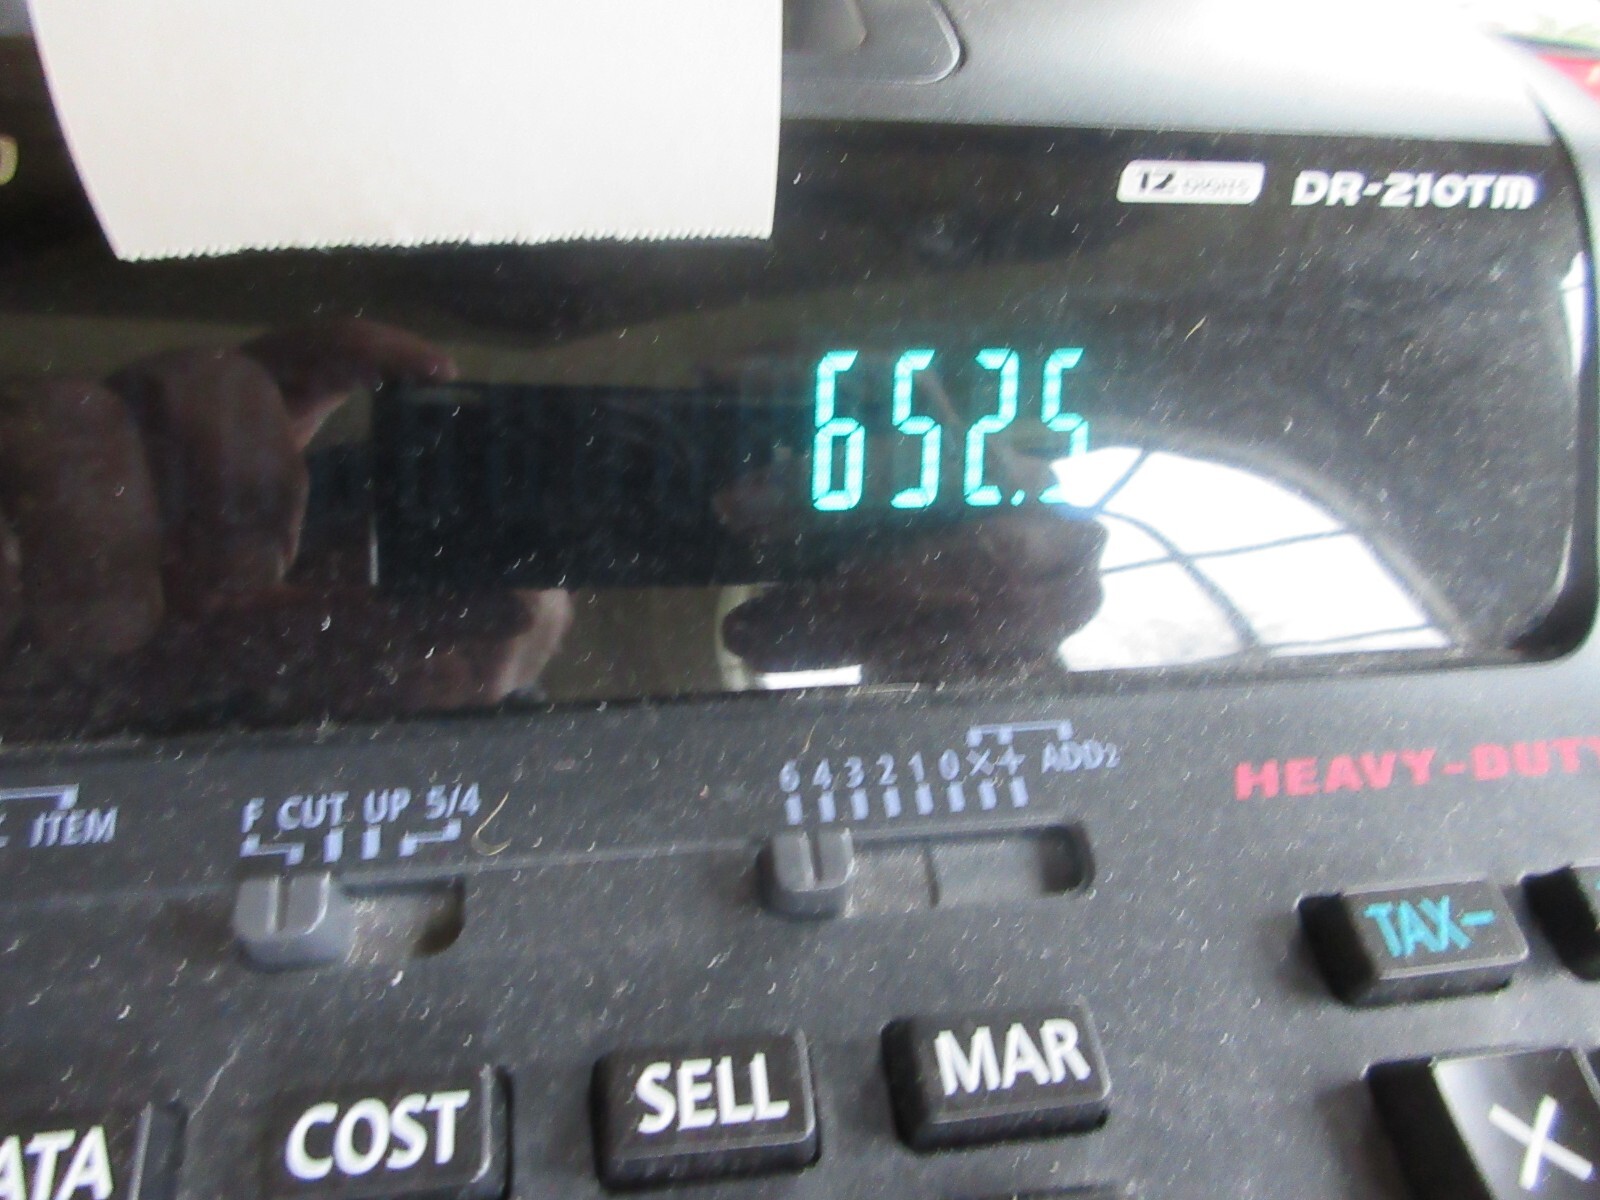 12 DIGITS DR-210TM
652.5
6 4 3 2 1 0 × + ADD2
F CUT UP 5/4
ITEM
HEAVY-DUTY
TAX-
MAR
SELL
COST
ATA
X